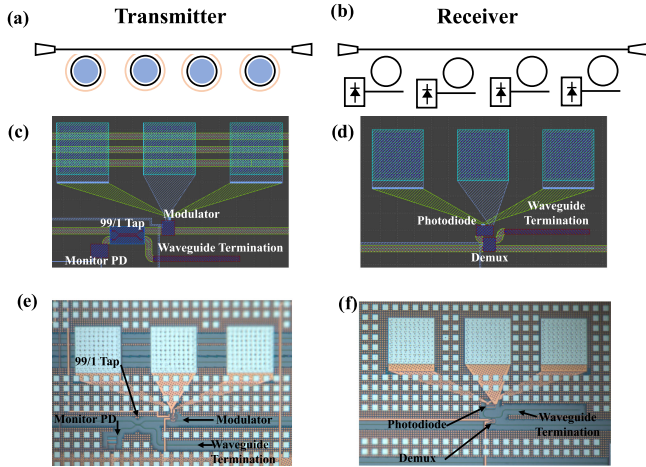 (a)
Transmitter
(b)
Receiver
(c)
Modulator
99/1 Tap
Waveguide Termination
Monitor PD
(d)
Waveguide
Termination
Photodiode
Demux
(e)
99/1 Tap
Monitor PD
Modulator
Waveguide
Termination
(f)
Photodiode
Waveguide
Termination
Demux